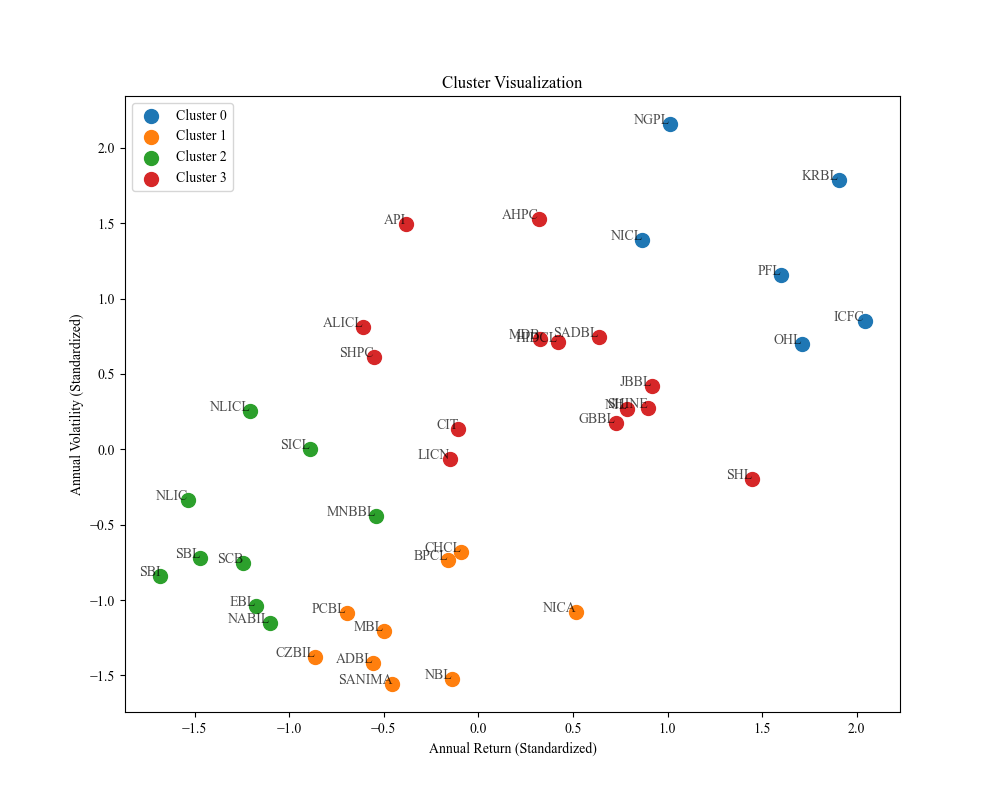 Cluster Visualization
Cluster 0
Cluster 1
Cluster 2
Cluster 3
NGPL
KRBL
API
AHPC
NICL
PFL
ICFC
OHL
ALICL
SHPC
MDB
SADBL
JBBL
SHINE
GBBL
NLICL
CIT
SICL
LICN
SHL
NLIC
MNBBL
SBL
SCB
SBI
CHCL
BPCL
EBL
NABIL
PCBL
MBL
NICA
CZBIL
ADBL
SANIMA
NBL
2.0
1.5
1.0
0.5
0.0
−0.5
−1.0
−1.5
Annual Volatility (Standardized)
−1.5
−1.0
−0.5
0.0
0.5
1.0
1.5
2.0
Annual Return (Standardized)